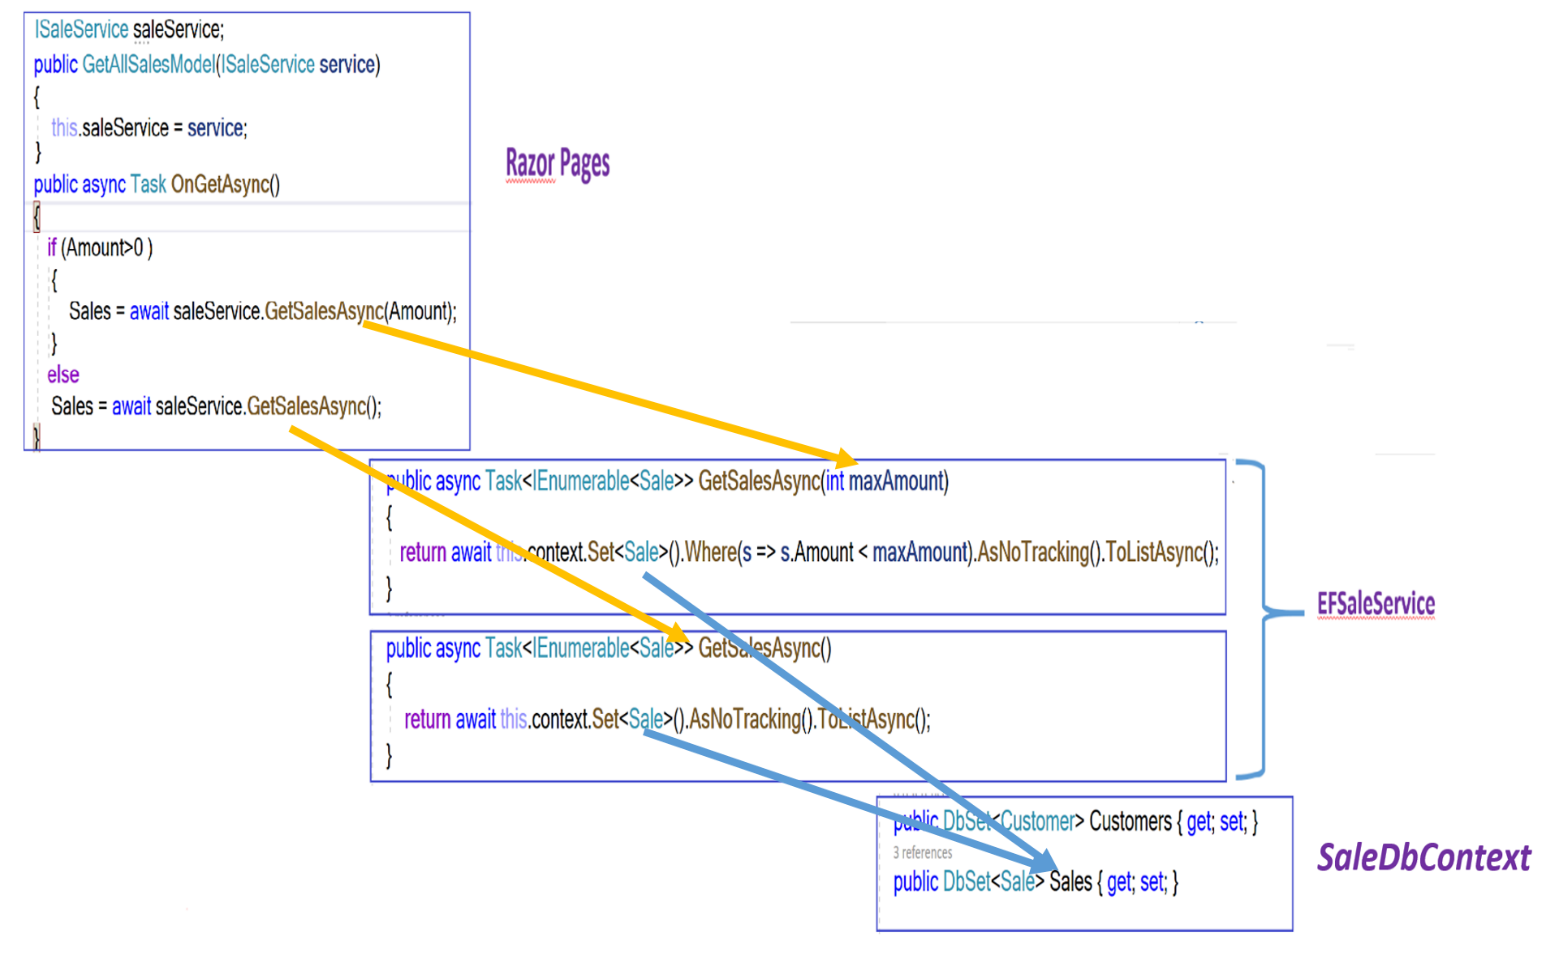 ISaleService saleService;
public GetAllSalesModel(ISaleService service)
{
this.saleService = service;
}
public async Task OnGetAsync()
{
if (Amount>0 )
{
Sales = await saleService.GetSalesAsync(Amount);
}
else
Sales = await saleService.GetSalesAsync();
}
Razor Pages
public async Task<IEnumerable<Sale>> GetSalesAsync(int maxAmount)
{
return await this.context.Set<Sale>().Where(s => s.Amount < maxAmount).AsNoTracking().ToListAsync();
}
public async Task<IEnumerable<Sale>> GetSalesAsync()
{
return await this.context.Set<Sale>().AsNoTracking().ToListAsync();
}
EFSaleService
public DbSet<Customer> Customers { get; set; }
3 references
public DbSet<Sale> Sales { get; set; }
SaleDbContext